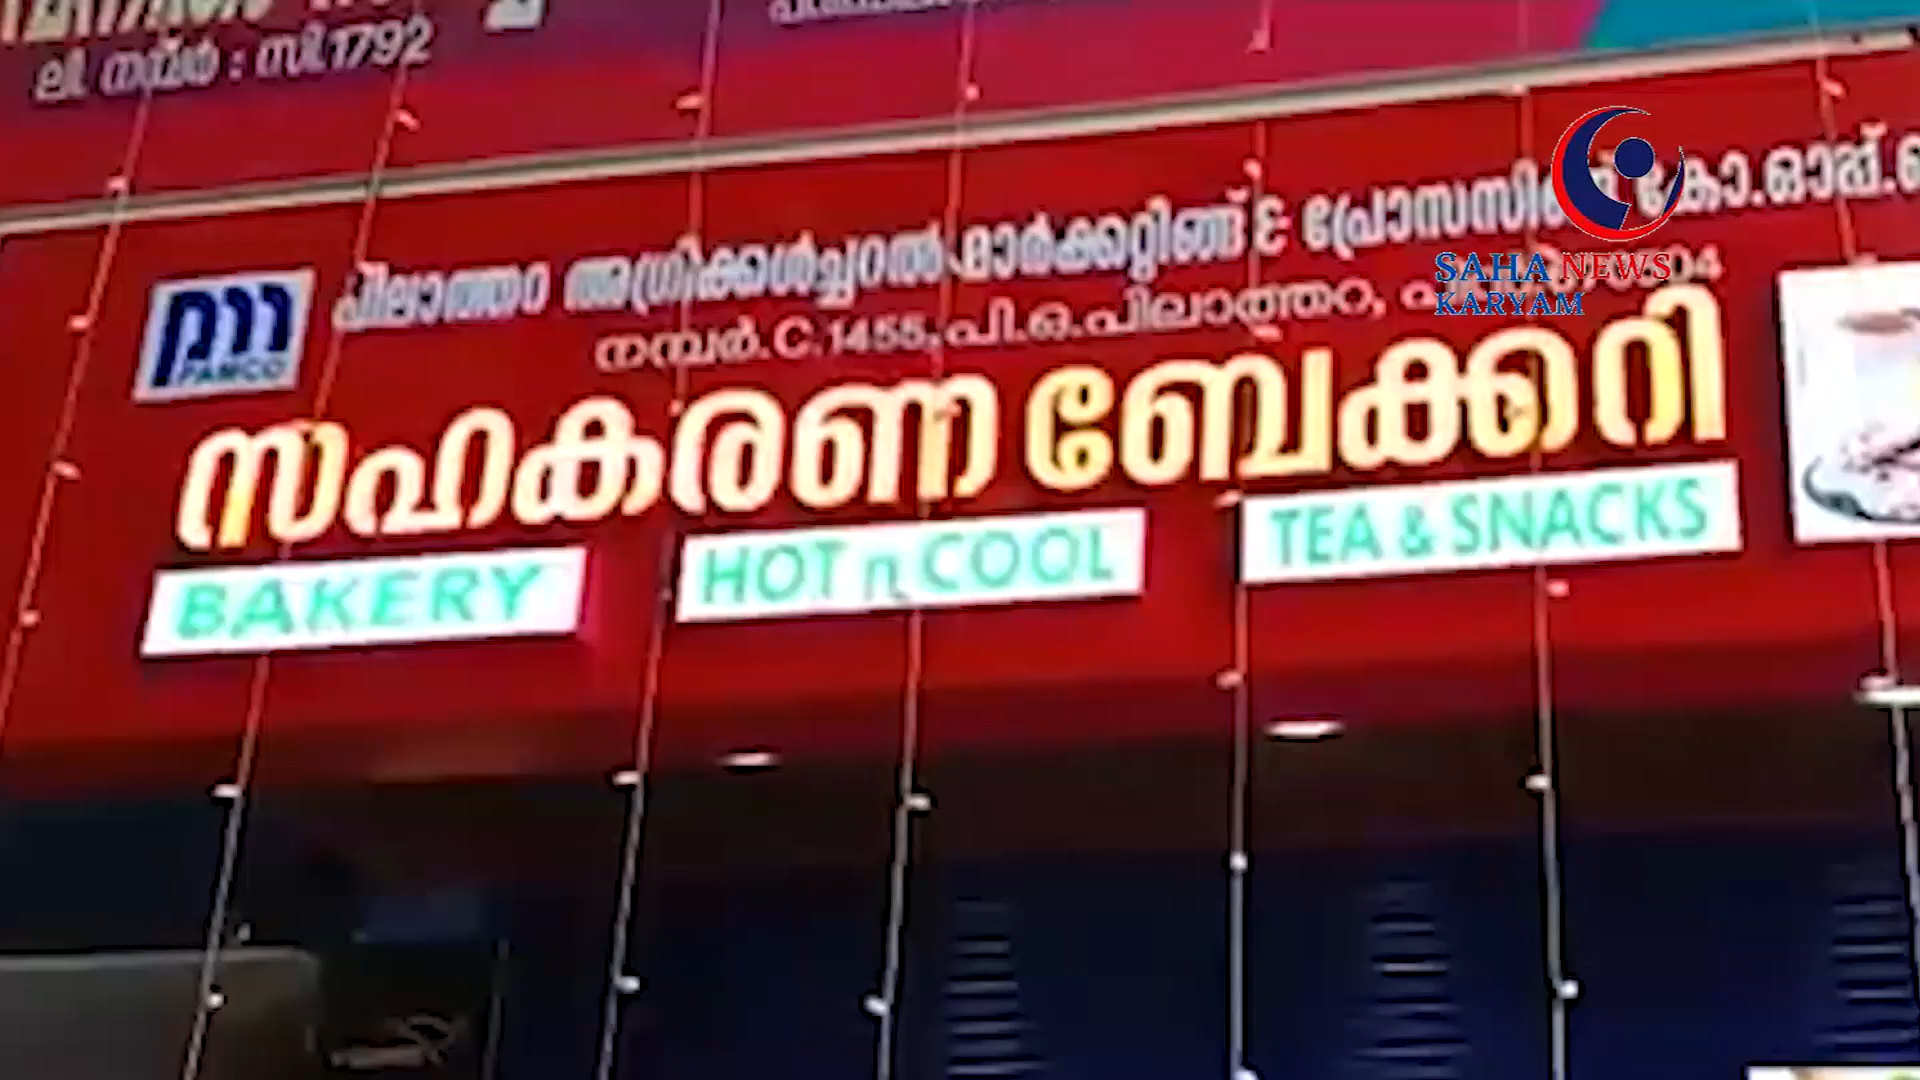 ലി. നമ്പർ : സി.1792
PAMCO
പിലാത്തറ അഗ്രിക്കൾച്ചറൽ മാർക്കറ്റിങ്ങ് & കോ.ഓപ്പ്.
നമ്പർ.C.1455, പി.ഒ.പിലാത്തറ,
SAHA NEWS
KARYAM
സഹകരണ ബേക്കറി
BAKERY HOT n COOL TEA & SNACKS